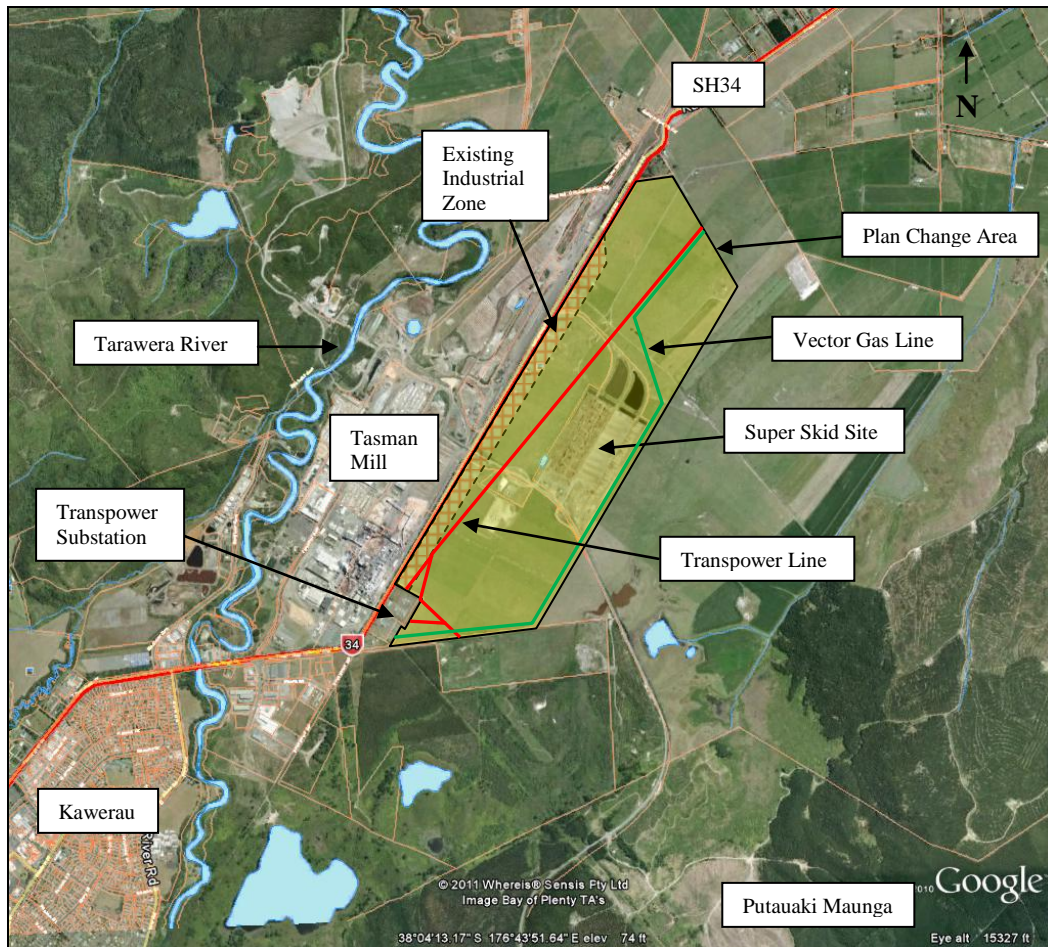 SH34
N
Existing
Industrial
Zone
Plan Change Area
Tarawera River
Vector Gas Line
Tasman
Mill
Super Skid Site
Transpower
Substation
Transpower Line
34
Kawerau
River Rd
© 2011 Whereis® Sensis Pty Ltd
Image Bay of Plenty TA's
Google
Putauaki Maunga
38°04'13.17" S 176°43'51.64" E elev 74 ft
Eye alt 15327 ft